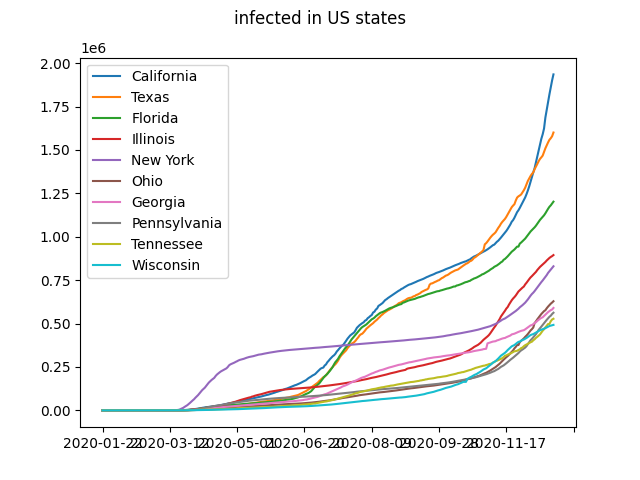 infected in US states
1e6
2.00
1.75
1.50
1.25
1.00
0.75
0.50
0.25
0.00
California
Texas
Florida
Illinois
New York
Ohio
Georgia
Pennsylvania
Tennessee
Wisconsin
2020-01-22 2020-03-12 2020-05-01 2020-06-20 2020-08-09 2020-09-28 2020-11-17